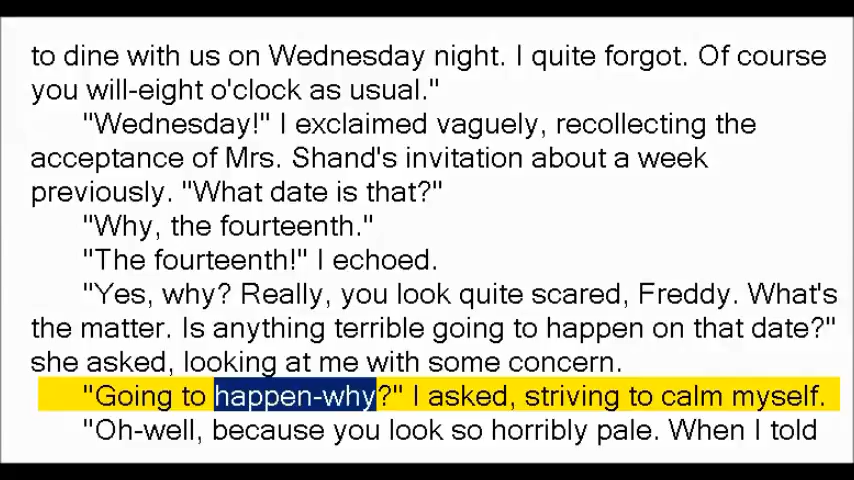 to dine with us on Wednesday night. I quite forgot. Of course
you will-eight o'clock as usual."
"Wednesday!" I exclaimed vaguely, recollecting the
acceptance of Mrs. Shand's invitation about a week
previously. "What date is that?"
"Why, the fourteenth."
"The fourteenth!" I echoed.
"Yes, why? Really, you look quite scared, Freddy. What's
the matter. Is anything terrible going to happen on that date?"
she asked, looking at me with some concern.
"Going to happen-why?" I asked, striving to calm myself.
"Oh-well, because you look so horribly pale. When I told